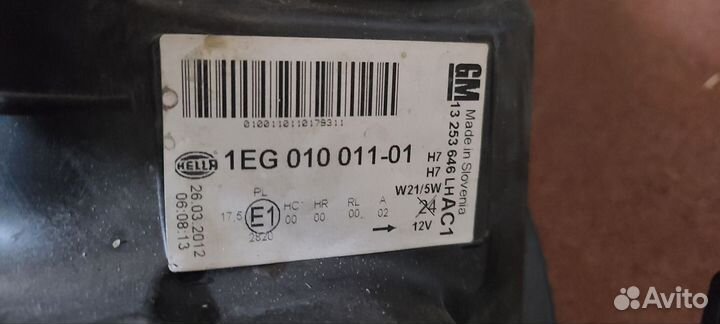 0100110110179311
HELLA
1EG 010 011-01
26.03.2012
06:08:13
PL
17,5 E1 HC HR RL A
00 00 00 02
2820
H7
H7
W21/5W
24
12V
GM
13 253 646 LH AC1
Made in Slovenia
Avito